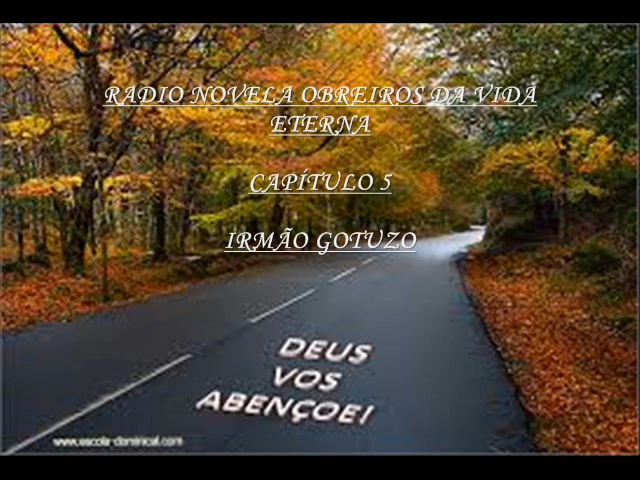 RADIO NOVELA OBREIROS DA VIDA
ETERNA
CAPÍTULO 5
IRMÃO GOTUZO
DEUS
VOS
ABENÇOE!
www.escola-dominical.com